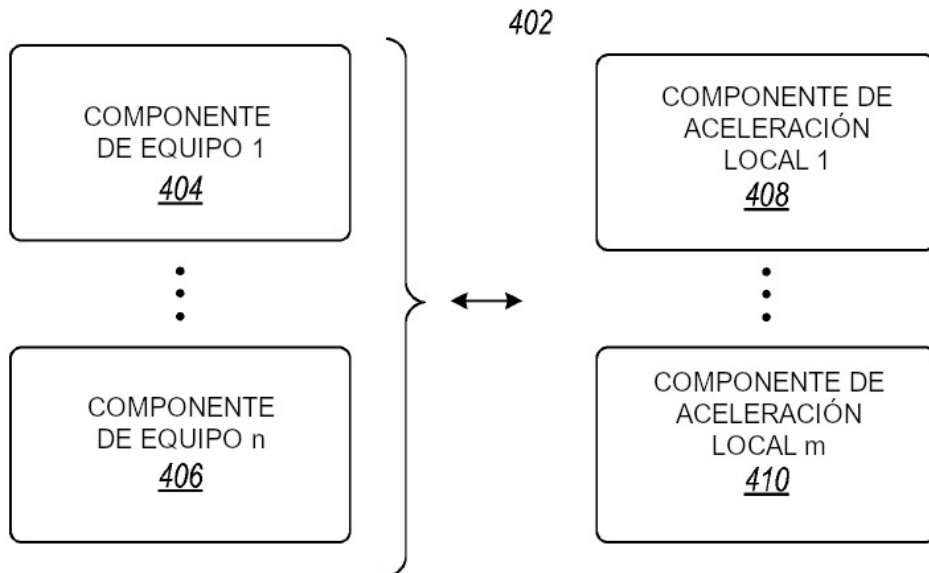 402
COMPONENTE
DE EQUIPO 1
404
COMPONENTE
DE EQUIPO n
406
COMPONENTE DE
ACELERACIÓN
LOCAL 1
408
COMPONENTE DE
ACELERACIÓN
LOCAL m
410